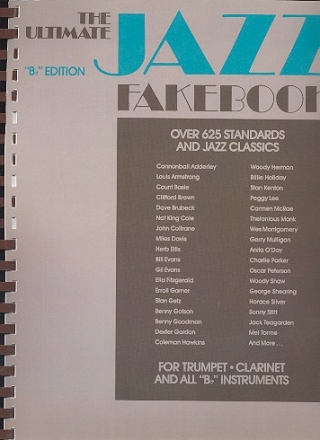 THE
ULTIMATE
JAZZ
"B♭" EDITION
FAKEBOOK
OVER 625 STANDARDS
AND JAZZ CLASSICS
Cannonball Adderley
Louis Armstrong
Count Basie
Clifford Brown
Dave Brubeck
Nat King Cole
John Coltrane
Miles Davis
Herb Ellis
Bill Evans
Gil Evans
Ella Fitzgerald
Erroll Garner
Stan Getz
Benny Golson
Benny Goodman
Dexter Gordon
Coleman Hawkins
Woody Herman
Billie Holiday
Stan Kenton
Peggy Lee
Carmen McRae
Thelonious Monk
Wes Montgomery
Gerry Mulligan
Anita O'Day
Charlie Parker
Oscar Peterson
Woody Shaw
George Shearing
Horace Silver
Sonny Stitt
Jack Teagarden
Mel Torme
And More . . .
FOR TRUMPET • CLARINET
AND ALL "B♭" INSTRUMENTS